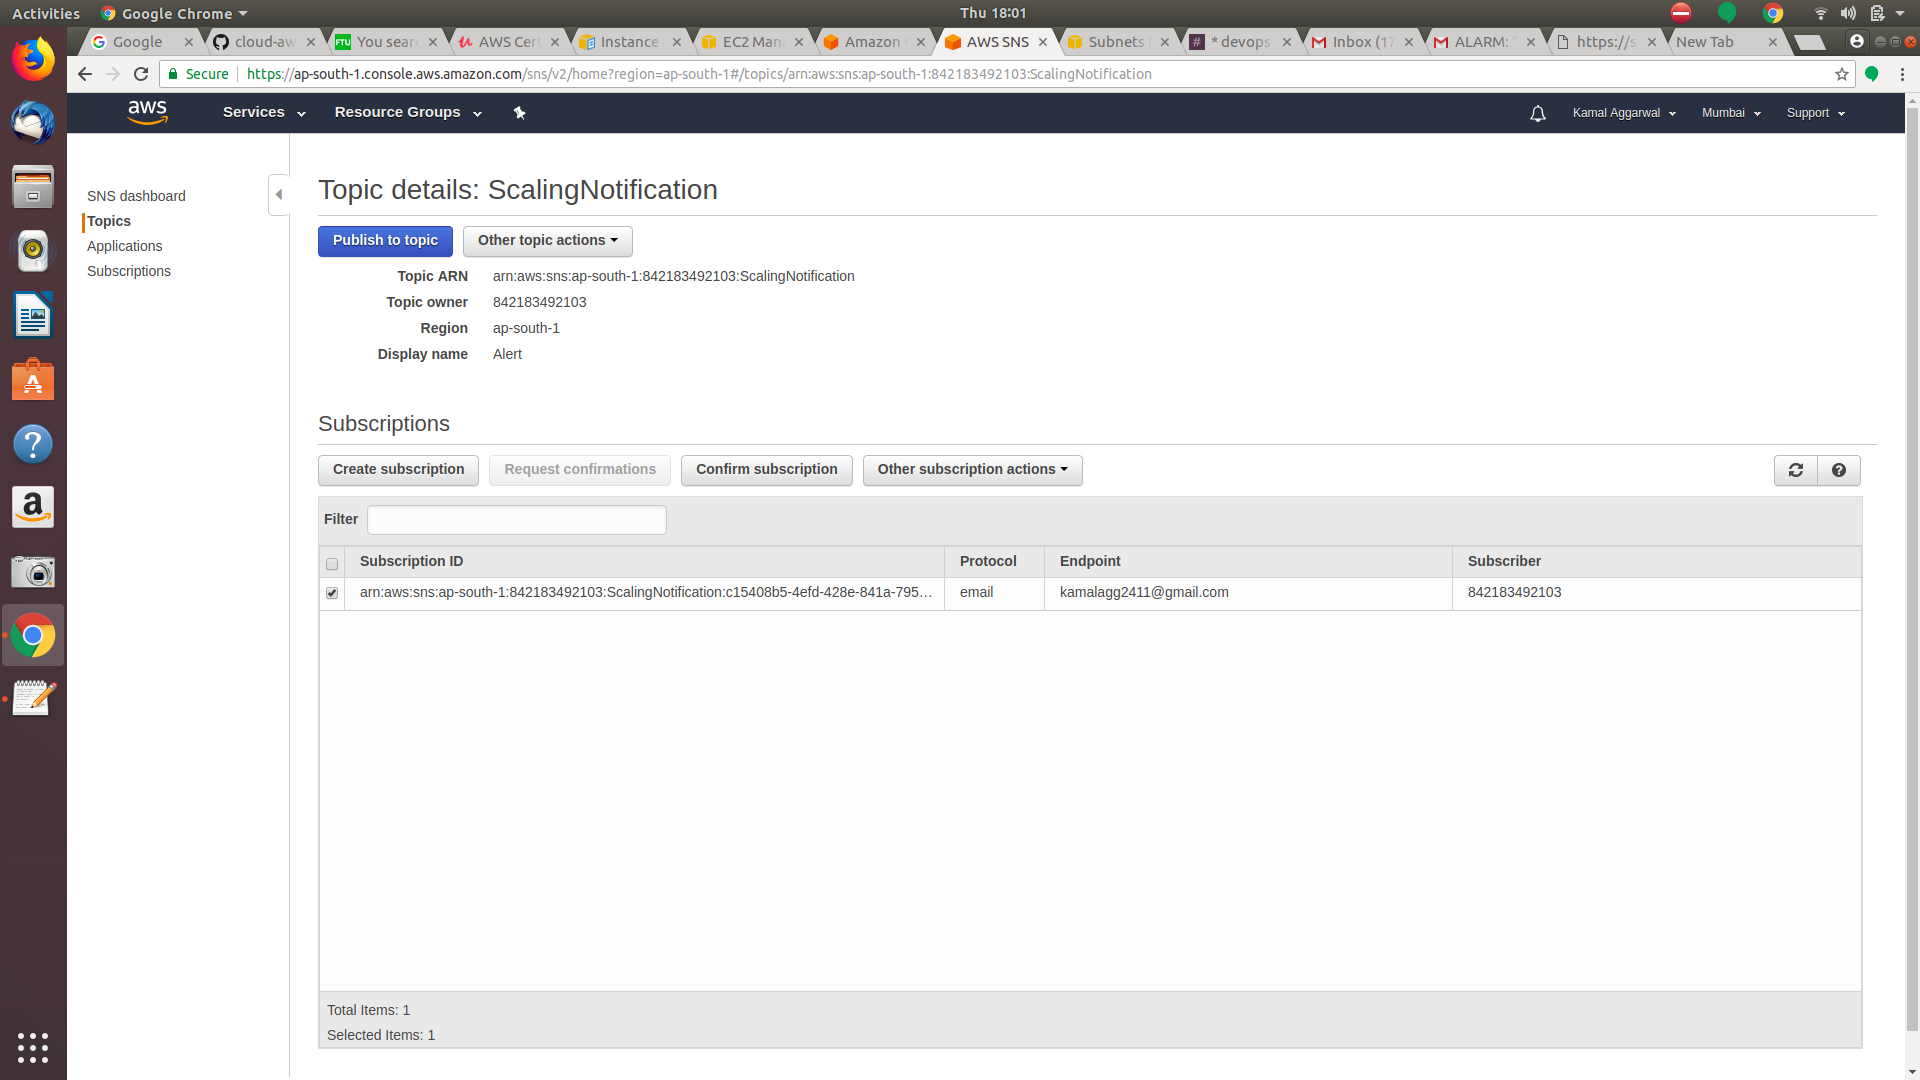 Activities Google Chrome Thu 18:01
Google cloud-aw You sear AWS Cert Instance EC2 Man Amazon AWS SNS Subnets * devops Inbox (17 ALARM: https://s New Tab
Secure https://ap-south-1.console.aws.amazon.com/sns/v2/home?region=ap-south-1#/topics/arn:aws:sns:ap-south-1:842183492103:ScalingNotification
aws Services Resource Groups Kamal Aggarwal Mumbai Support
SNS dashboard
Topics
Applications
Subscriptions
Topic details: ScalingNotification
Publish to topic Other topic actions
Topic ARN arn:aws:sns:ap-south-1:842183492103:ScalingNotification
Topic owner 842183492103
Region ap-south-1
Display name Alert
Subscriptions
Create subscription Request confirmations Confirm subscription Other subscription actions
Filter
Subscription ID Protocol Endpoint Subscriber
arn:aws:sns:ap-south-1:842183492103:ScalingNotification:c15408b5-4efd-428e-841a-795… email kamalagg2411@gmail.com 842183492103
Total Items: 1
Selected Items: 1